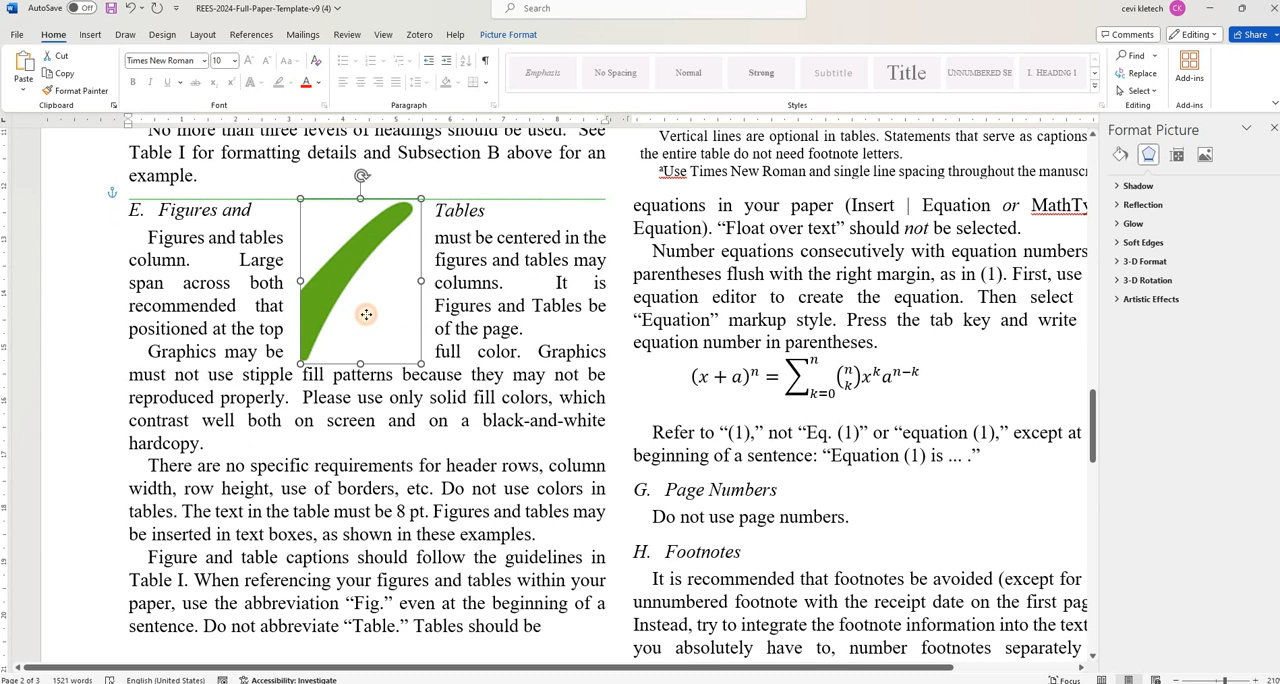 AutoSave Off REES-2024-Full-Paper-Template-v9 (4) Search cevi kletech CK
File Home Insert Draw Design Layout References Mailings Review View Zotero Help Picture Format Comments Editing Share
Paste Cut Copy Format Painter
Times New Roman 10
Emphasis No Spacing Normal Strong Subtitle Title UNNUMBERED SE I. HEADING 1
Find Replace Select Add-ins
Clipboard Font Paragraph Styles Editing Add-ins
No more than three levels of headings should be used. See
Table I for formatting details and Subsection B above for an
example.
E. Figures and Tables
Figures and tables must be centered in the
column. Large figures and tables may
span across both columns. It is
recommended that Figures and Tables be
positioned at the top of the page.
Graphics may be full color. Graphics
must not use stipple fill patterns because they may not be
reproduced properly. Please use only solid fill colors, which
contrast well both on screen and on a black-and-white
hardcopy.
There are no specific requirements for header rows, column
width, row height, use of borders, etc. Do not use colors in
tables. The text in the table must be 8 pt. Figures and tables may
be inserted in text boxes, as shown in these examples.
Figure and table captions should follow the guidelines in
Table I. When referencing your figures and tables within your
paper, use the abbreviation “Fig.” even at the beginning of a
sentence. Do not abbreviate “Table.” Tables should be
Vertical lines are optional in tables. Statements that serve as captions
the entire table do not need footnote letters.
ᵃUse Times New Roman and single line spacing throughout the manusc
equations in your paper (Insert | Equation or MathTy
Equation). “Float over text” should not be selected.
Number equations consecutively with equation numbers
parentheses flush with the right margin, as in (1). First, use
equation editor to create the equation. Then select
“Equation” markup style. Press the tab key and write
equation number in parentheses.
(x + a)ⁿ = ∑ₖ₌₀ⁿ (n k) xᵏaⁿ⁻ᵏ
Refer to “(1),” not “Eq. (1)” or “equation (1),” except at
beginning of a sentence: “Equation (1) is ... .”
G. Page Numbers
Do not use page numbers.
H. Footnotes
It is recommended that footnotes be avoided (except for
unnumbered footnote with the receipt date on the first pag
Instead, try to integrate the footnote information into the text
you absolutely have to, number footnotes separately
Format Picture
Shadow
Reflection
Glow
Soft Edges
3-D Format
3-D Rotation
Artistic Effects
Page 2 of 3 1521 words English (United States) Accessibility: Investigate Focus 210